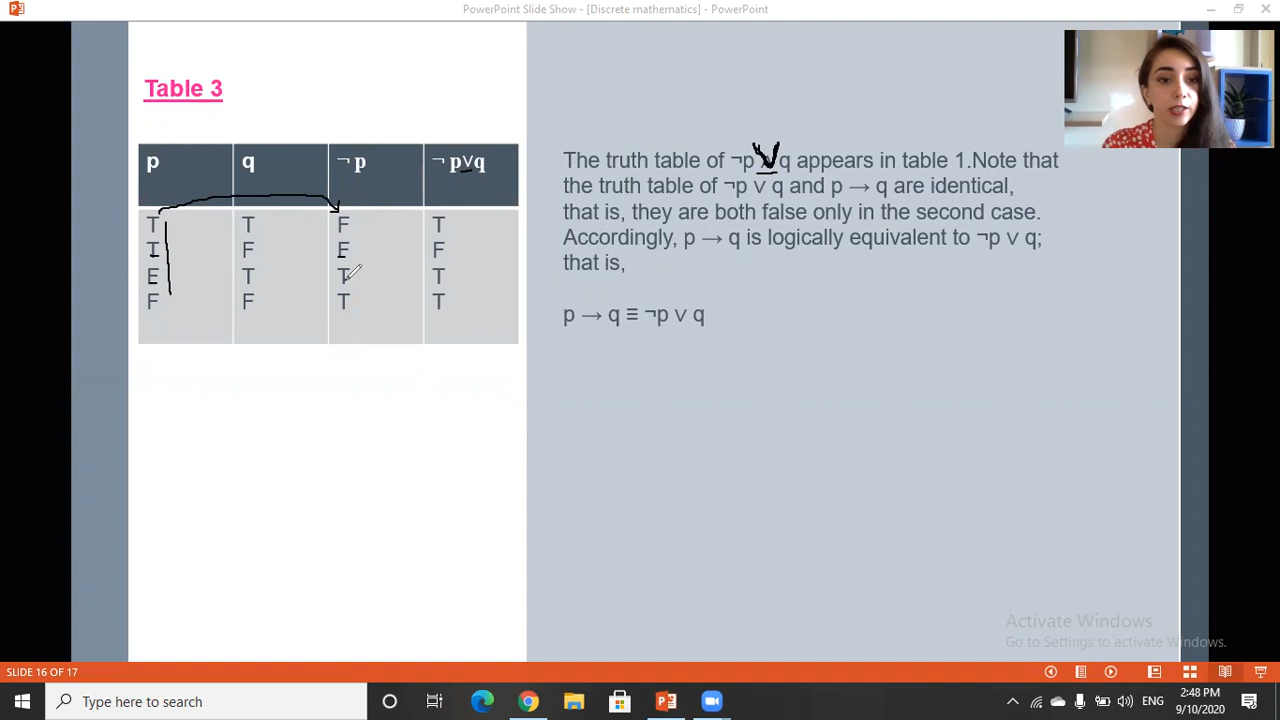 PowerPoint Slide Show - [Discrete mathematics] - PowerPoint
Table 3
p q ¬ p ¬ p∨q
T T F T
T F F F
F T T T
F F T T
The truth table of ¬p ∨ q appears in table 1.Note that
the truth table of ¬p ∨ q and p → q are identical,
that is, they are both false only in the second case.
Accordingly, p → q is logically equivalent to ¬p ∨ q;
that is,
p → q ≡ ¬p ∨ q
Activate Windows
Go to Settings to activate Windows.
SLIDE 16 OF 17
Type here to search
ENG
2:48 PM
9/10/2020